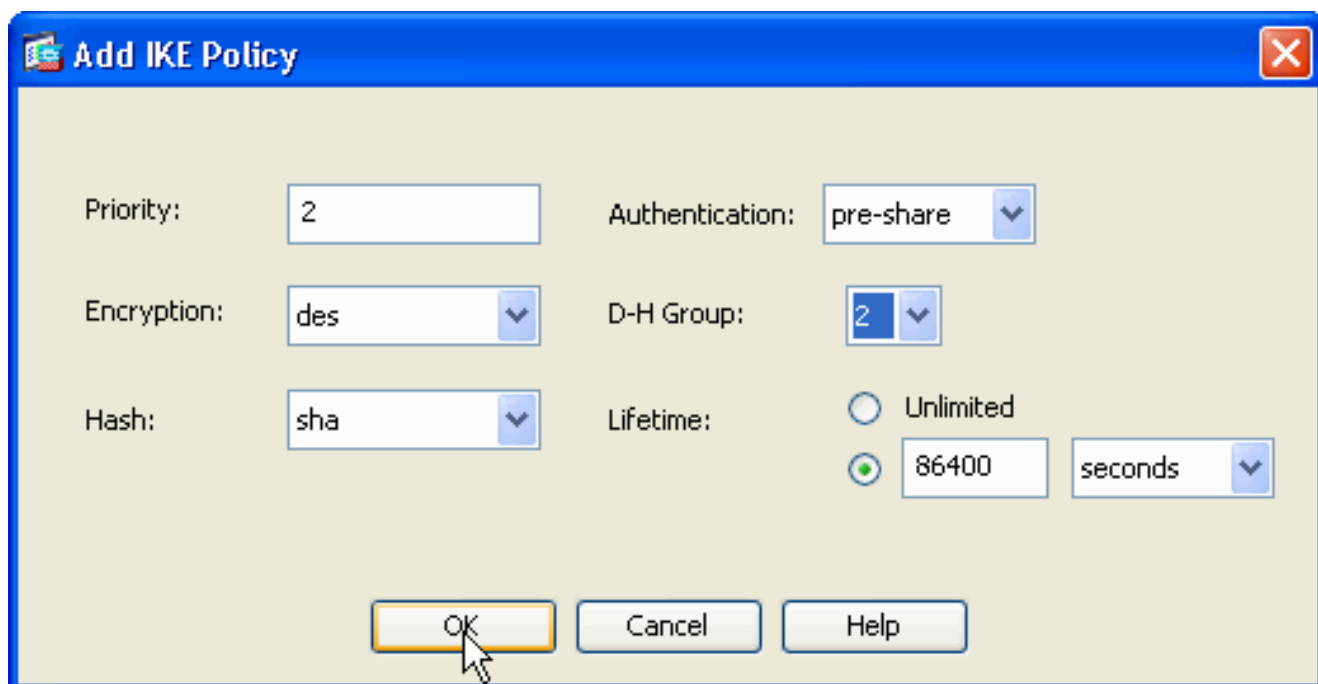 Add IKE Policy
Priority: 2 Authentication: pre-share
Encryption: des D-H Group: 2
Hash: sha Lifetime: Unlimited
86400 seconds
OK Cancel Help